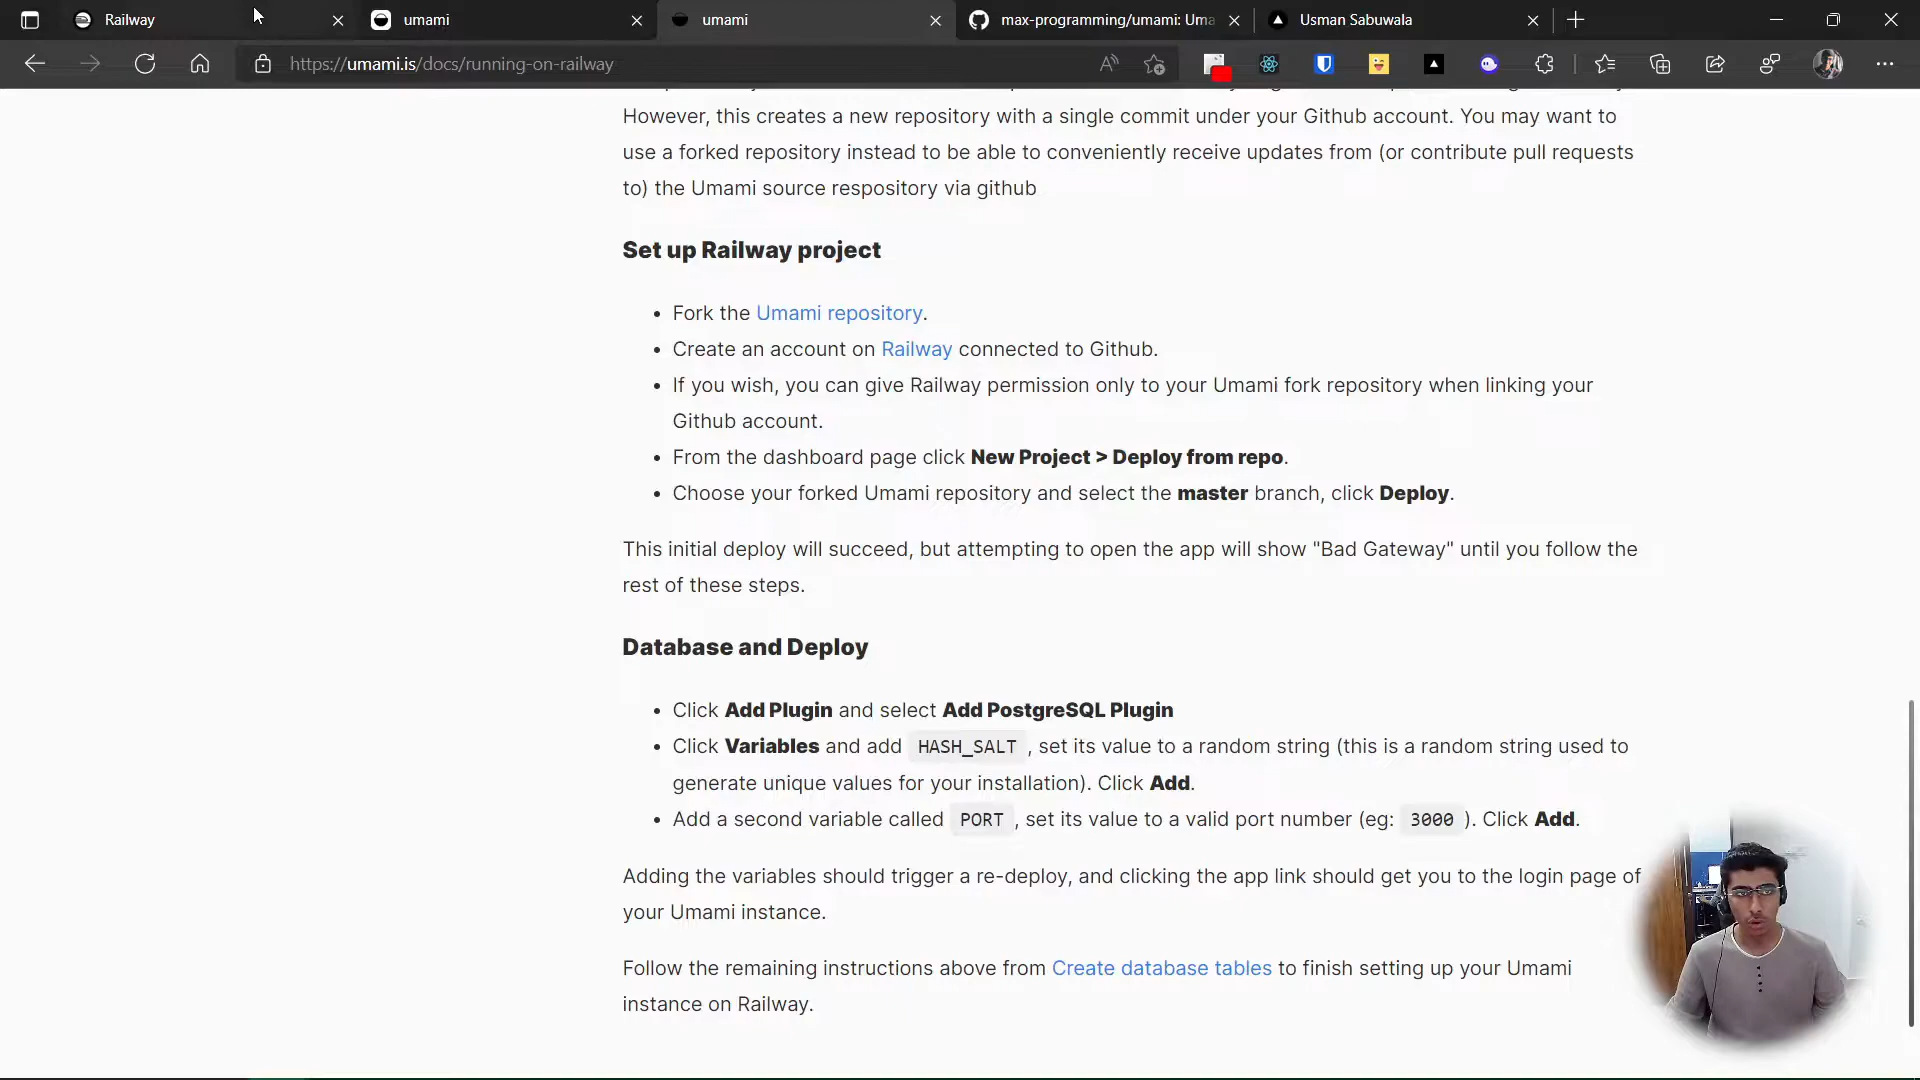 Railway
umami
umami
max-programming/umami: Uma
Usman Sabuwala
https://umami.is/docs/running-on-railway
However, this creates a new repository with a single commit under your Github account. You may want to
use a forked repository instead to be able to conveniently receive updates from (or contribute pull requests
to) the Umami source respository via github
Set up Railway project
• Fork the Umami repository.
• Create an account on Railway connected to Github.
• If you wish, you can give Railway permission only to your Umami fork repository when linking your
Github account.
• From the dashboard page click New Project > Deploy from repo.
• Choose your forked Umami repository and select the master branch, click Deploy.
This initial deploy will succeed, but attempting to open the app will show "Bad Gateway" until you follow the
rest of these steps.
Database and Deploy
• Click Add Plugin and select Add PostgreSQL Plugin
• Click Variables and add HASH_SALT , set its value to a random string (this is a random string used to
generate unique values for your installation). Click Add.
• Add a second variable called PORT , set its value to a valid port number (eg: 3000 ). Click Add.
Adding the variables should trigger a re-deploy, and clicking the app link should get you to the login page of
your Umami instance.
Follow the remaining instructions above from Create database tables to finish setting up your Umami
instance on Railway.